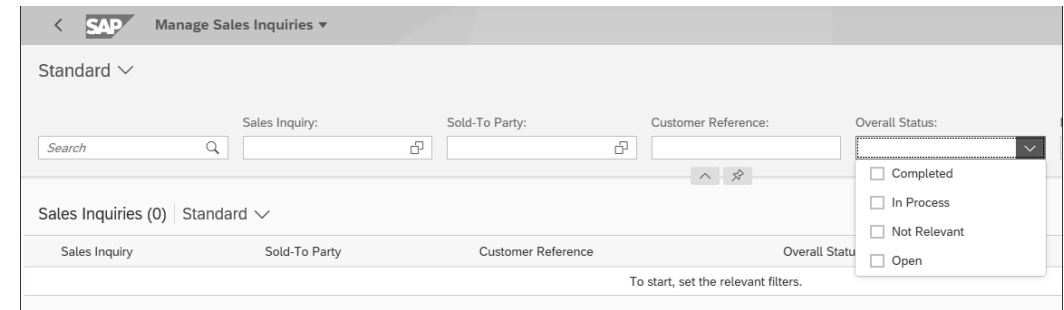 SAP Manage Sales Inquiries
Standard
Sales Inquiry: Sold-To Party: Customer Reference: Overall Status:
Search
Completed
In Process
Not Relevant
Open
Sales Inquiries (0) Standard
Sales Inquiry Sold-To Party Customer Reference Overall Statu
To start, set the relevant filters.